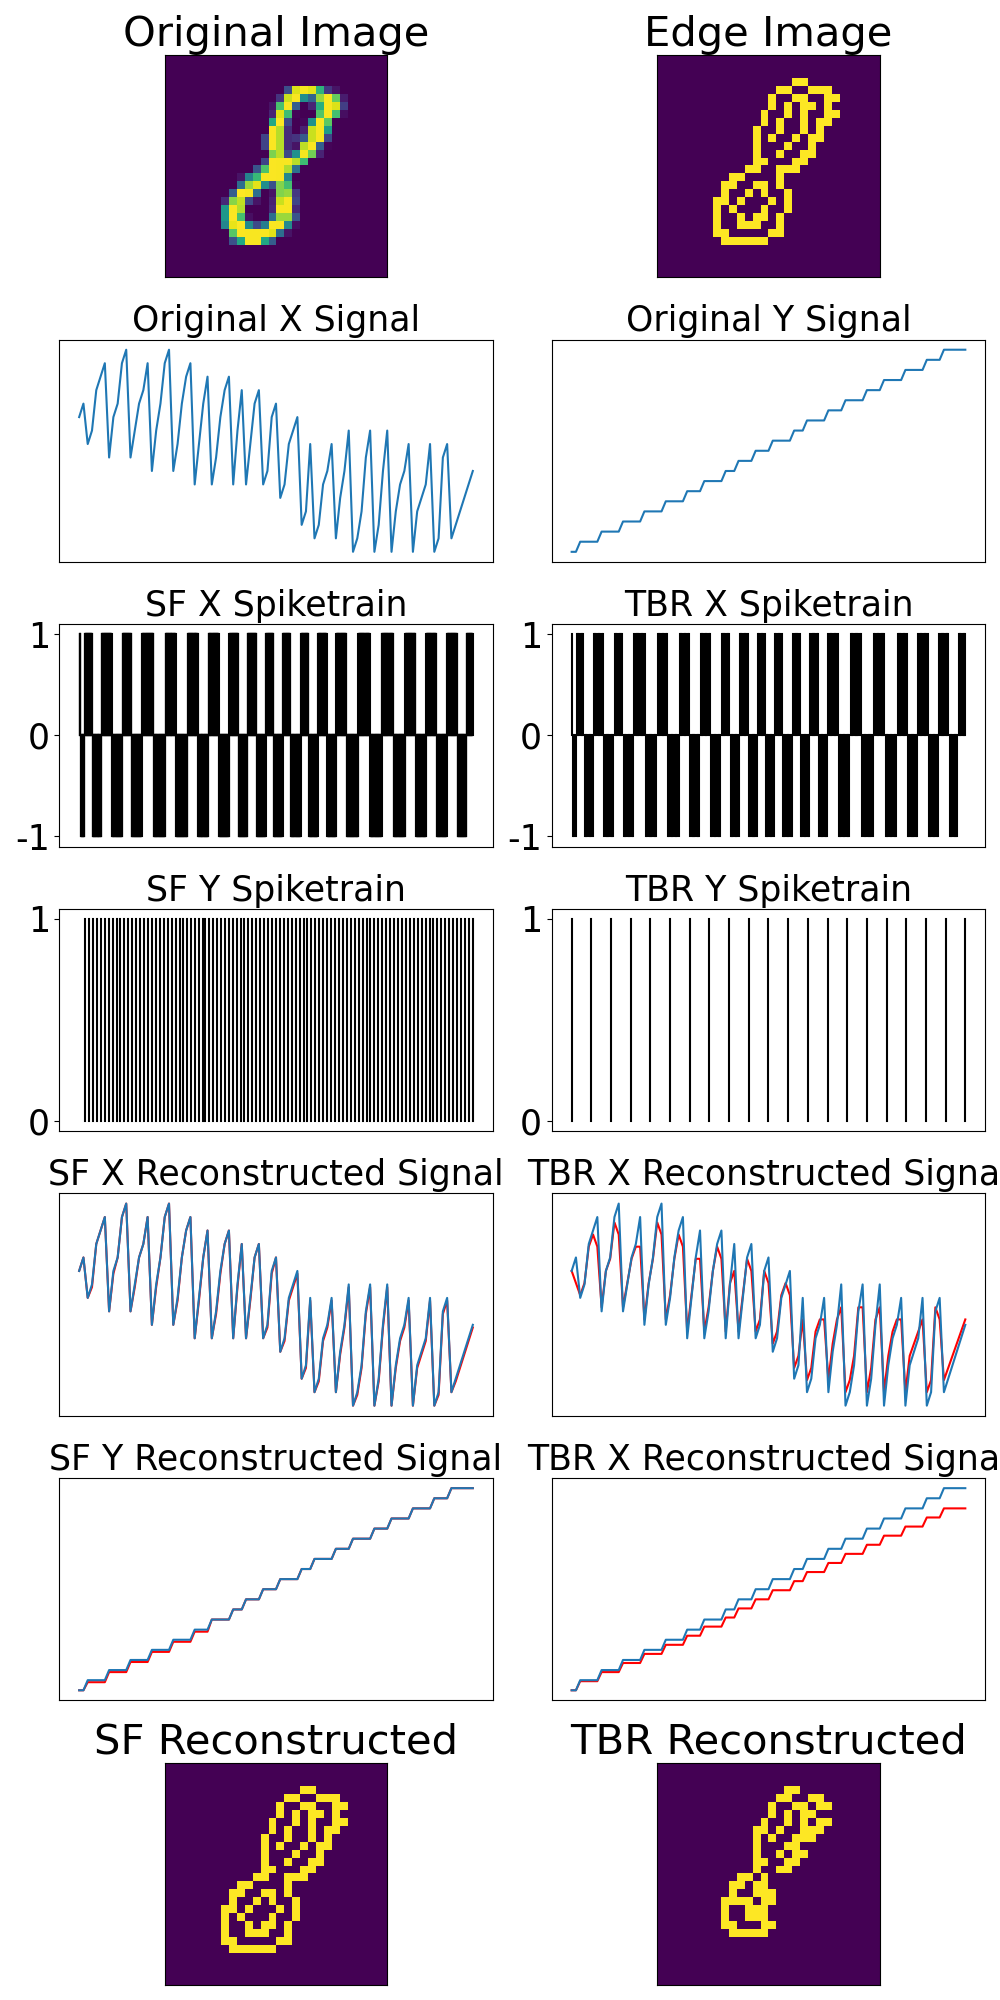 Original Image
Edge Image
Original X Signal
Original Y Signal
SF X Spiketrain
TBR X Spiketrain
1
0
-1
1
0
-1
SF Y Spiketrain
TBR Y Spiketrain
1
0
1
0
SF X Reconstructed Signal
TBR X Reconstructed Signa
SF Y Reconstructed Signal
TBR X Reconstructed Signa
SF Reconstructed
TBR Reconstructed